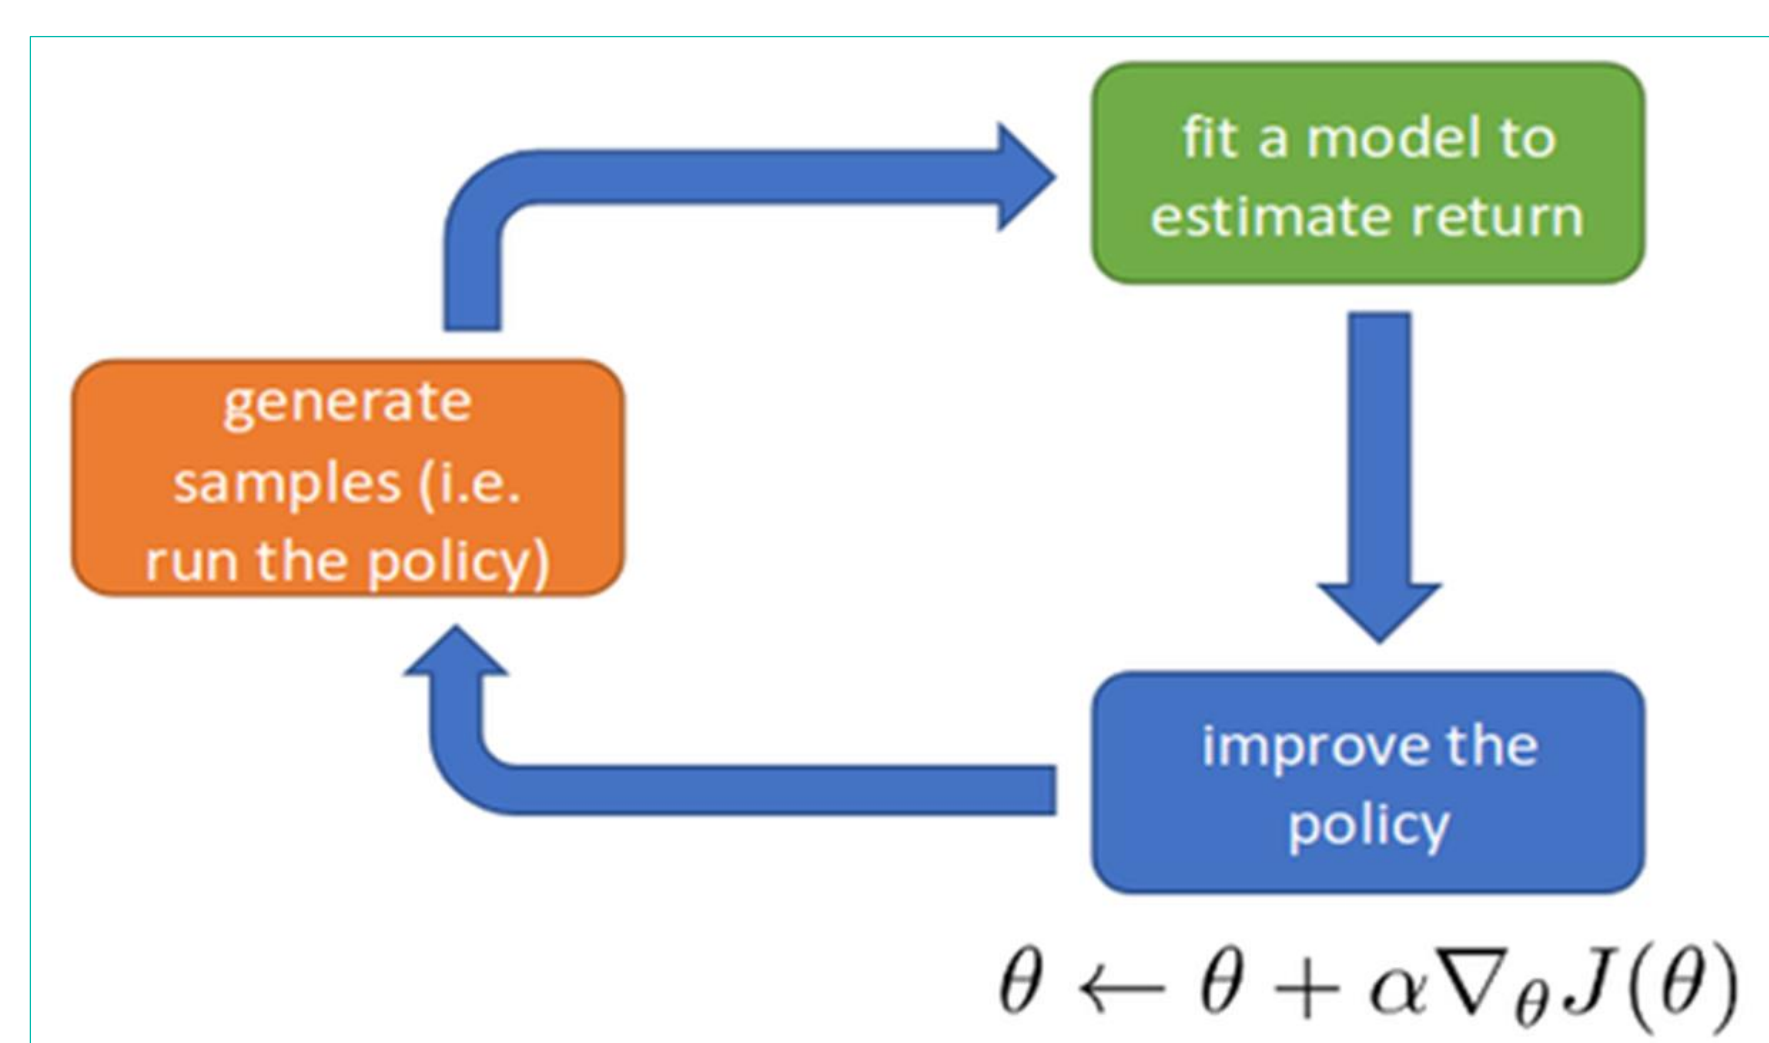 fit a model to
estimate return
generate
samples (i.e.
run the policy)
improve the
policy
θ ← θ + α∇θJ(θ)